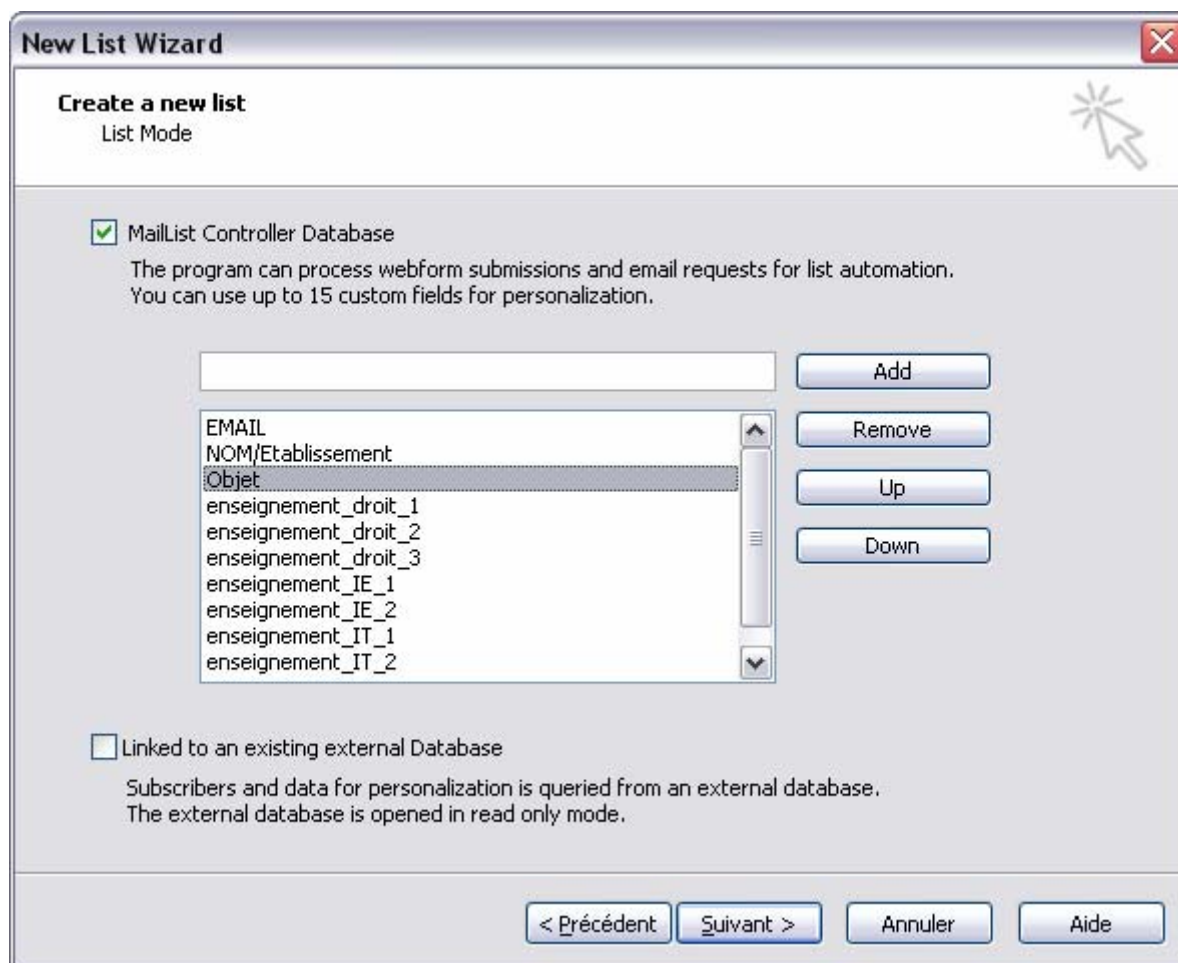 New List Wizard
Create a new list
List Mode
MailList Controller Database
The program can process webform submissions and email requests for list automation.
You can use up to 15 custom fields for personalization.
Add
EMAIL
NOM/Etablissement
Objet
enseignement_droit_1
enseignement_droit_2
enseignement_droit_3
enseignement_IE_1
enseignement_IE_2
enseignement_IT_1
enseignement_IT_2
Remove
Up
Down
Linked to an existing external Database
Subscribers and data for personalization is queried from an external database.
The external database is opened in read only mode.
< Précédent
Suivant >
Annuler
Aide